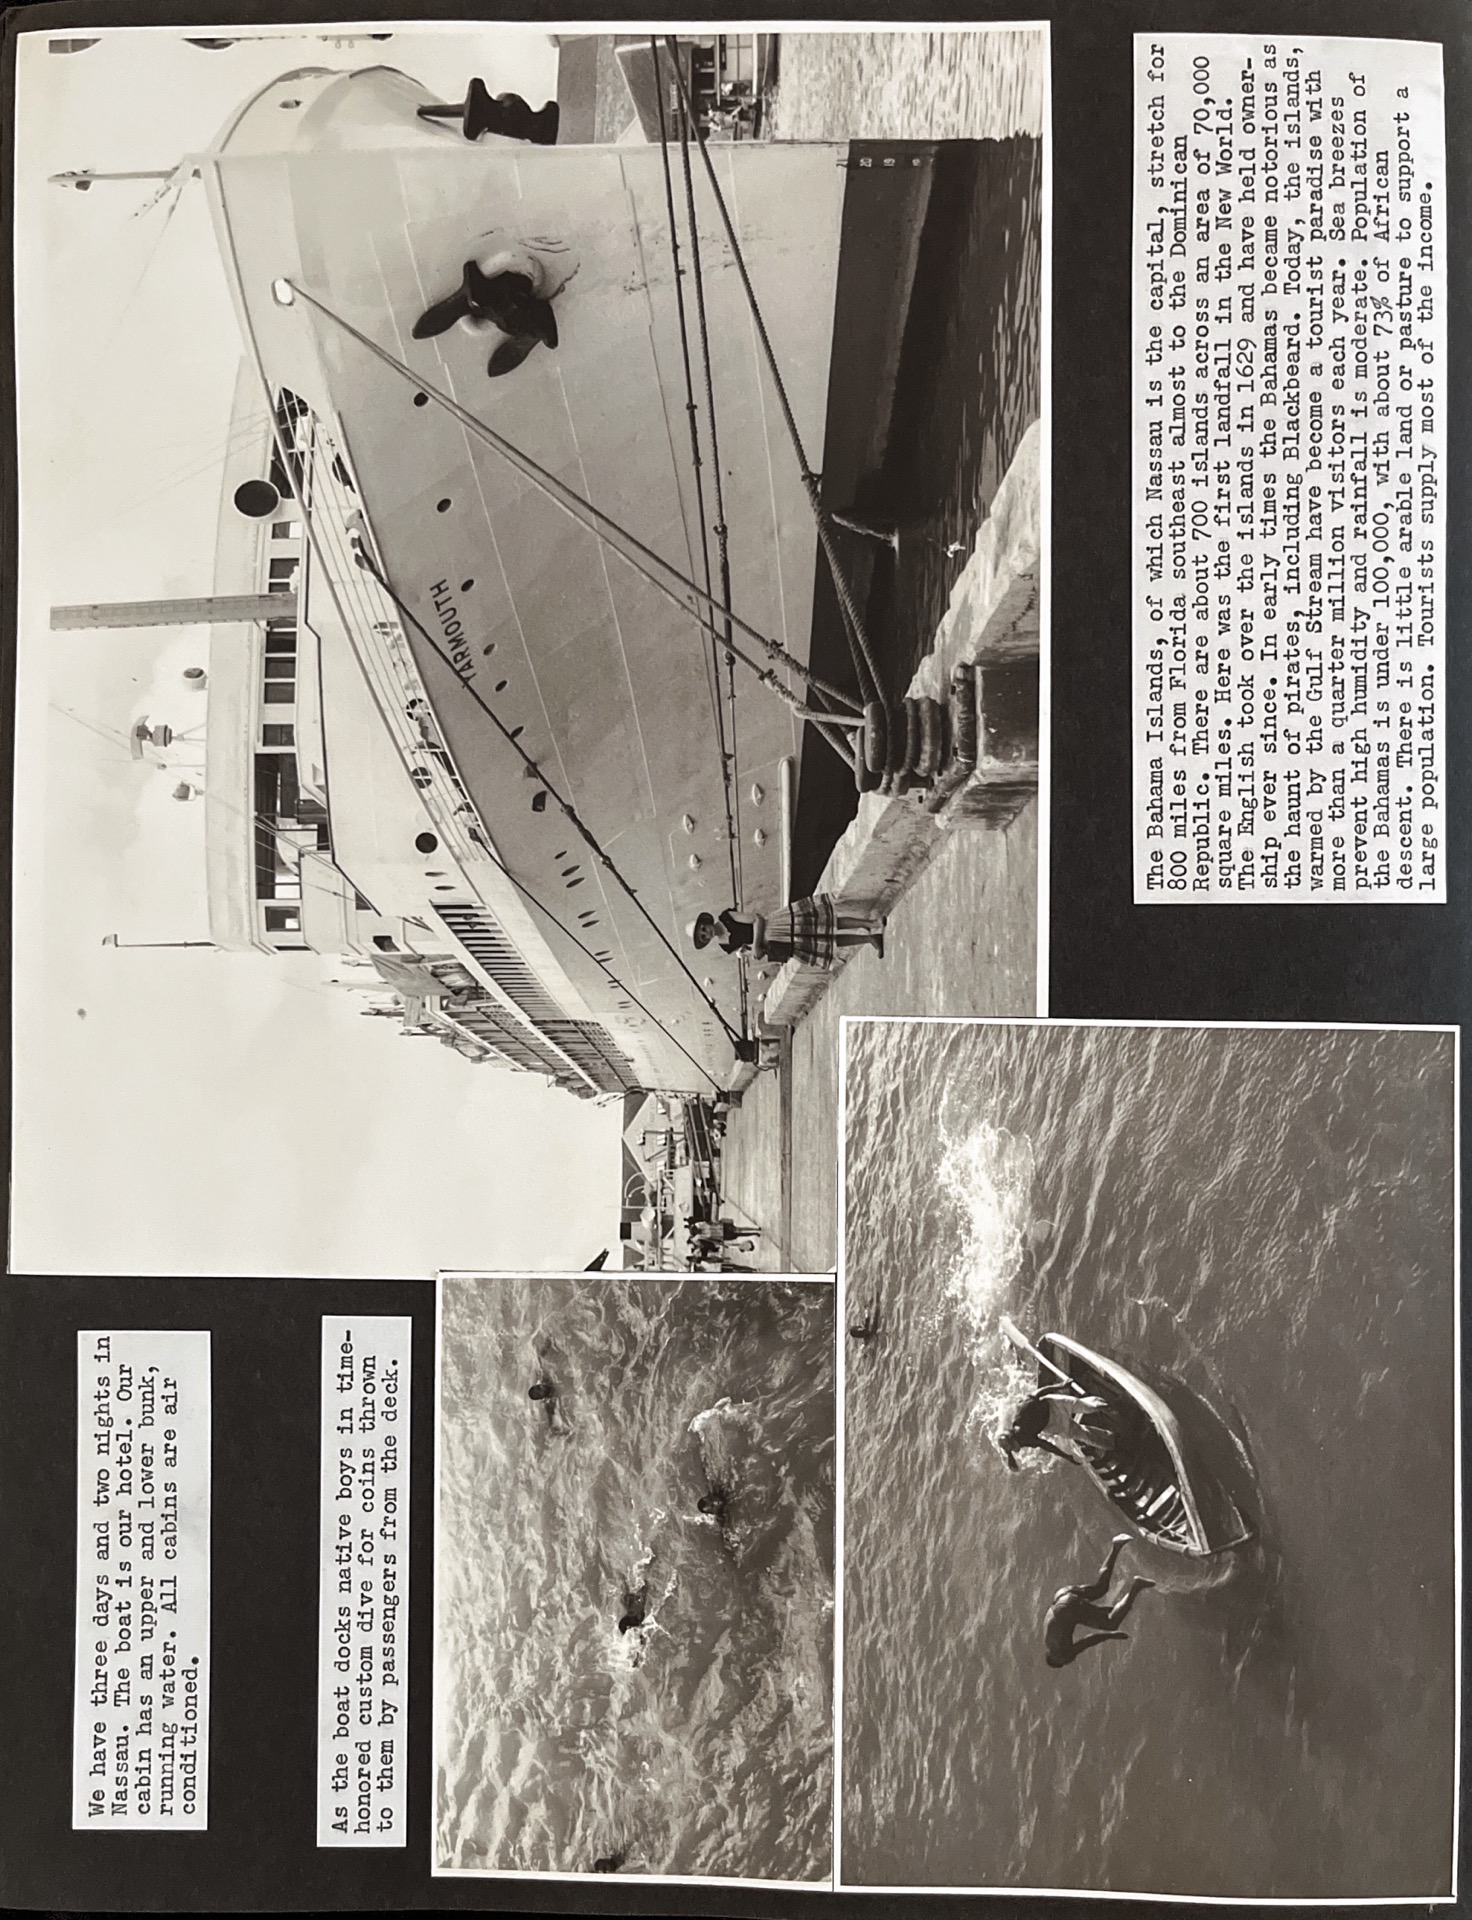 We have three days and two nights in
Nassau. The boat is our hotel. Our
cabin has an upper and lower bunk,
running water. All cabins are air
conditioned.
As the boat docks native boys in time-
honored custom dive for coins thrown
to them by passengers from the deck.
YARMOUTH
20
19
The Bahama Islands, of which Nassau is the capital, stretch for
800 miles from Florida southeast almost to the Dominican
Republic. There are about 700 islands across an area of 70,000
square miles. Here was the first landfall in the New World.
The English took over the islands in 1629 and have held owner-
ship ever since. In early times the Bahamas became notorious as
the haunt of pirates, including Blackbeard. Today, the islands,
warmed by the Gulf Stream have become a tourist paradise with
more than a quarter million visitors each year. Sea breezes
prevent high humidity and rainfall is moderate. Population of
the Bahamas is under 100,000, with about 73% of African
descent. There is little arable land or pasture to support a
large population. Tourists supply most of the income.